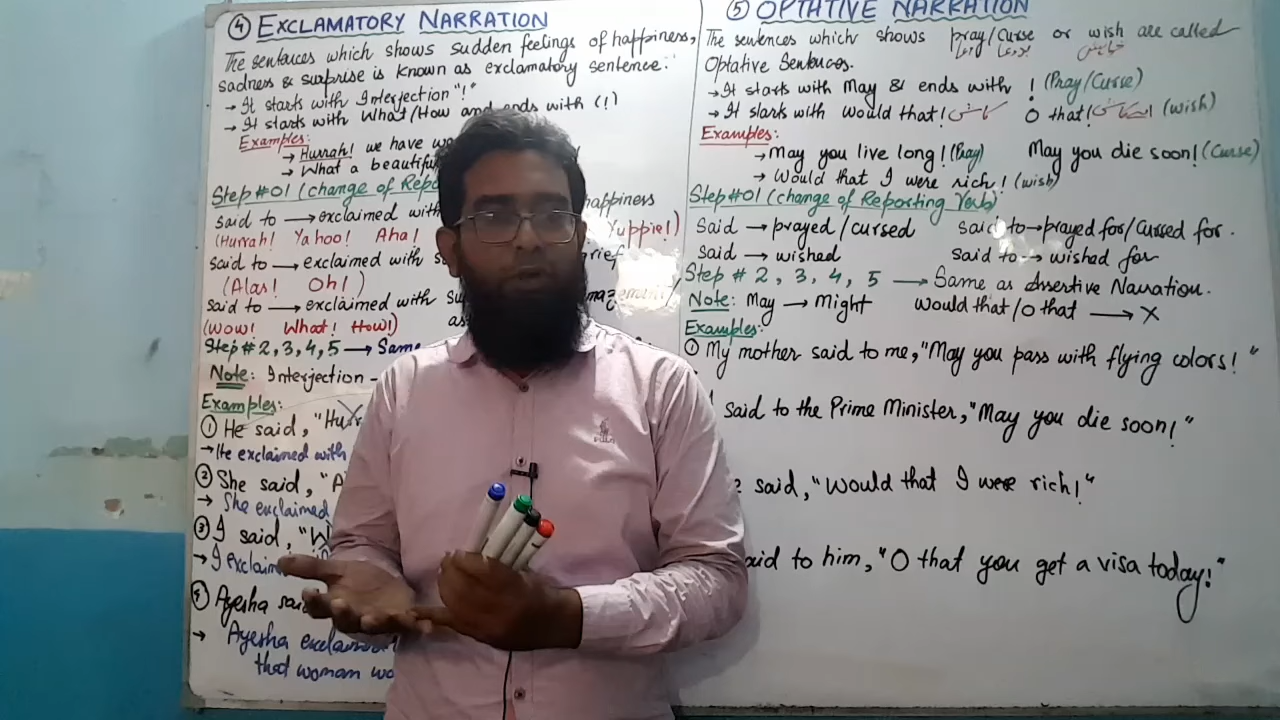 ④ EXCLAMATORY NARRATION
The sentences which shows sudden feelings of happiness,
sadness & surprise is known as exclamatory sentence.
→ It starts with Interjection "!"
→ It starts with What/How and ends with (!)
Examples:
→ Hurrah! we have
→ What a beautiful
Step #01 (change of
said to → exclaimed with
happiness
(Hurrah! Yahoo! Aha!
Yuppie!)
said to → exclaimed with
grief
(Alas! Oh!)
said to → exclaimed with
(Wow! What! How!)
Step #2, 3, 4, 5 → Same
Note: Interjection -
Examples:
① He said, "Hurr
→ He exclaimed with
② She said, "A
→ She exclaimed
③ I said, "W
→ I exclaim
④ Ayesha said
→ Ayesha exclaim
that woman wa
⑤ OPTATIVE NARRATION
The sentences which shows pray/curse or wish are called
خواہش
Optative Sentences.
→ It starts with May & ends with ! (Pray/Curse)
→ It starts with Would that! کاش O that! اے کاش (wish)
Examples:
→ May you live long! (Pray) May you die soon! (Curse)
→ Would that I were rich! (wish)
Step #01 (change of Reporting Verb)
Said → prayed/cursed said to → prayed for/cursed for.
Said → wished Said to → wished for
Step # 2, 3, 4, 5 → Same as Assertive Narration.
Note: May → Might Would that/O that → X
Examples:
① My mother said to me, "May you pass with flying colors!"
said to the Prime Minister, "May you die soon!"
said, "Would that I were rich!"
said to him, "O that you get a visa today!"